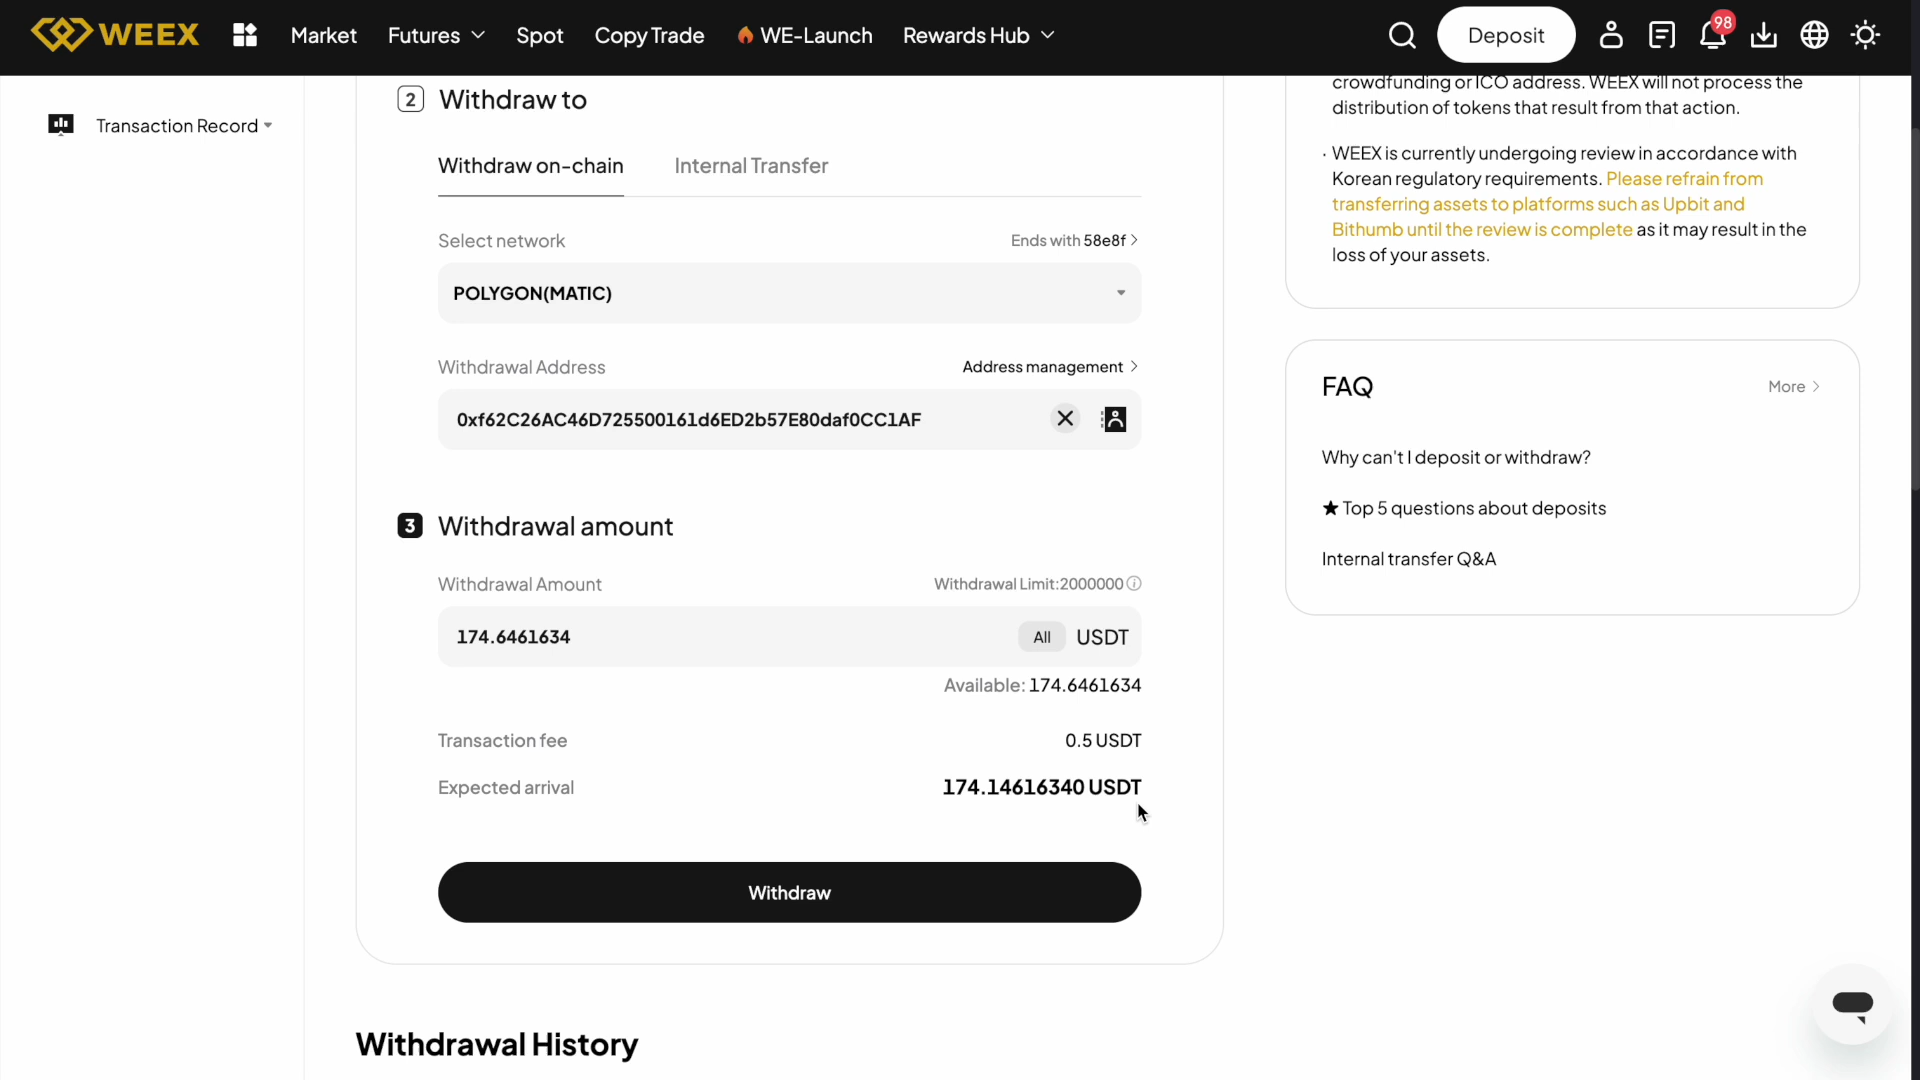 WEEX
Market
Futures
Spot
Copy Trade
WE-Launch
Rewards Hub
Deposit
98
Transaction Record
2 Withdraw to
Withdraw on-chain
Internal Transfer
Select network
Ends with 58e8f >
POLYGON(MATIC)
Withdrawal Address
Address management >
0xf62C26AC46D725500161d6ED2b57E80daf0CC1AF
3 Withdrawal amount
Withdrawal Amount
Withdrawal Limit:2000000
174.6461634
All
USDT
Available: 174.6461634
Transaction fee
0.5 USDT
Expected arrival
174.14616340 USDT
Withdraw
Withdrawal History
crowdfunding or ICO address. WEEX will not process the
distribution of tokens that result from that action.
· WEEX is currently undergoing review in accordance with
Korean regulatory requirements. Please refrain from
transferring assets to platforms such as Upbit and
Bithumb until the review is complete as it may result in the
loss of your assets.
FAQ
More >
Why can't I deposit or withdraw?
★ Top 5 questions about deposits
Internal transfer Q&A